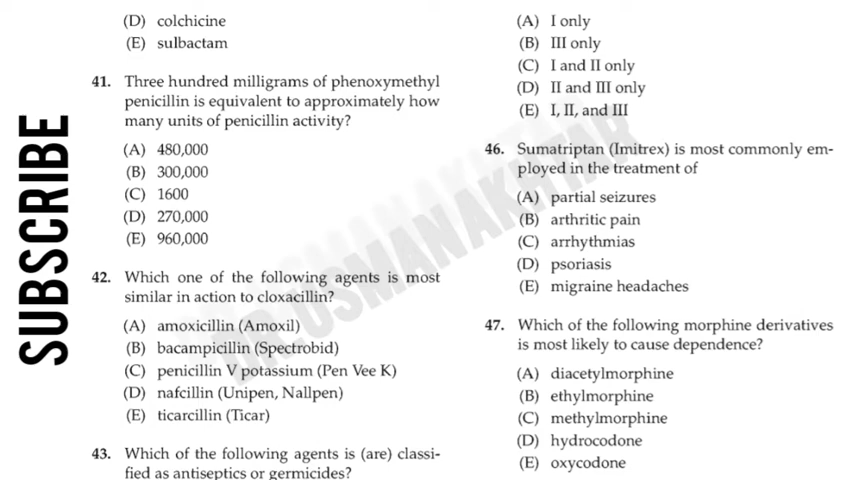 SUBSCRIBE
(D) colchicine
(E) sulbactam
41. Three hundred milligrams of phenoxymethyl
penicillin is equivalent to approximately how
many units of penicillin activity?
(A) 480,000
(B) 300,000
(C) 1600
(D) 270,000
(E) 960,000
42. Which one of the following agents is most
similar in action to cloxacillin?
(A) amoxicillin (Amoxil)
(B) bacampicillin (Spectrobid)
(C) penicillin V potassium (Pen Vee K)
(D) nafcillin (Unipen, Nallpen)
(E) ticarcillin (Ticar)
43. Which of the following agents is (are) classi-
fied as antiseptics or germicides?
(A) I only
(B) III only
(C) I and II only
(D) II and III only
(E) I, II, and III
46. Sumatriptan (Imitrex) is most commonly em-
ployed in the treatment of
(A) partial seizures
(B) arthritic pain
(C) arrhythmias
(D) psoriasis
(E) migraine headaches
47. Which of the following morphine derivatives
is most likely to cause dependence?
(A) diacetylmorphine
(B) ethylmorphine
(C) methylmorphine
(D) hydrocodone
(E) oxycodone
DR.USMAN AKHTAR